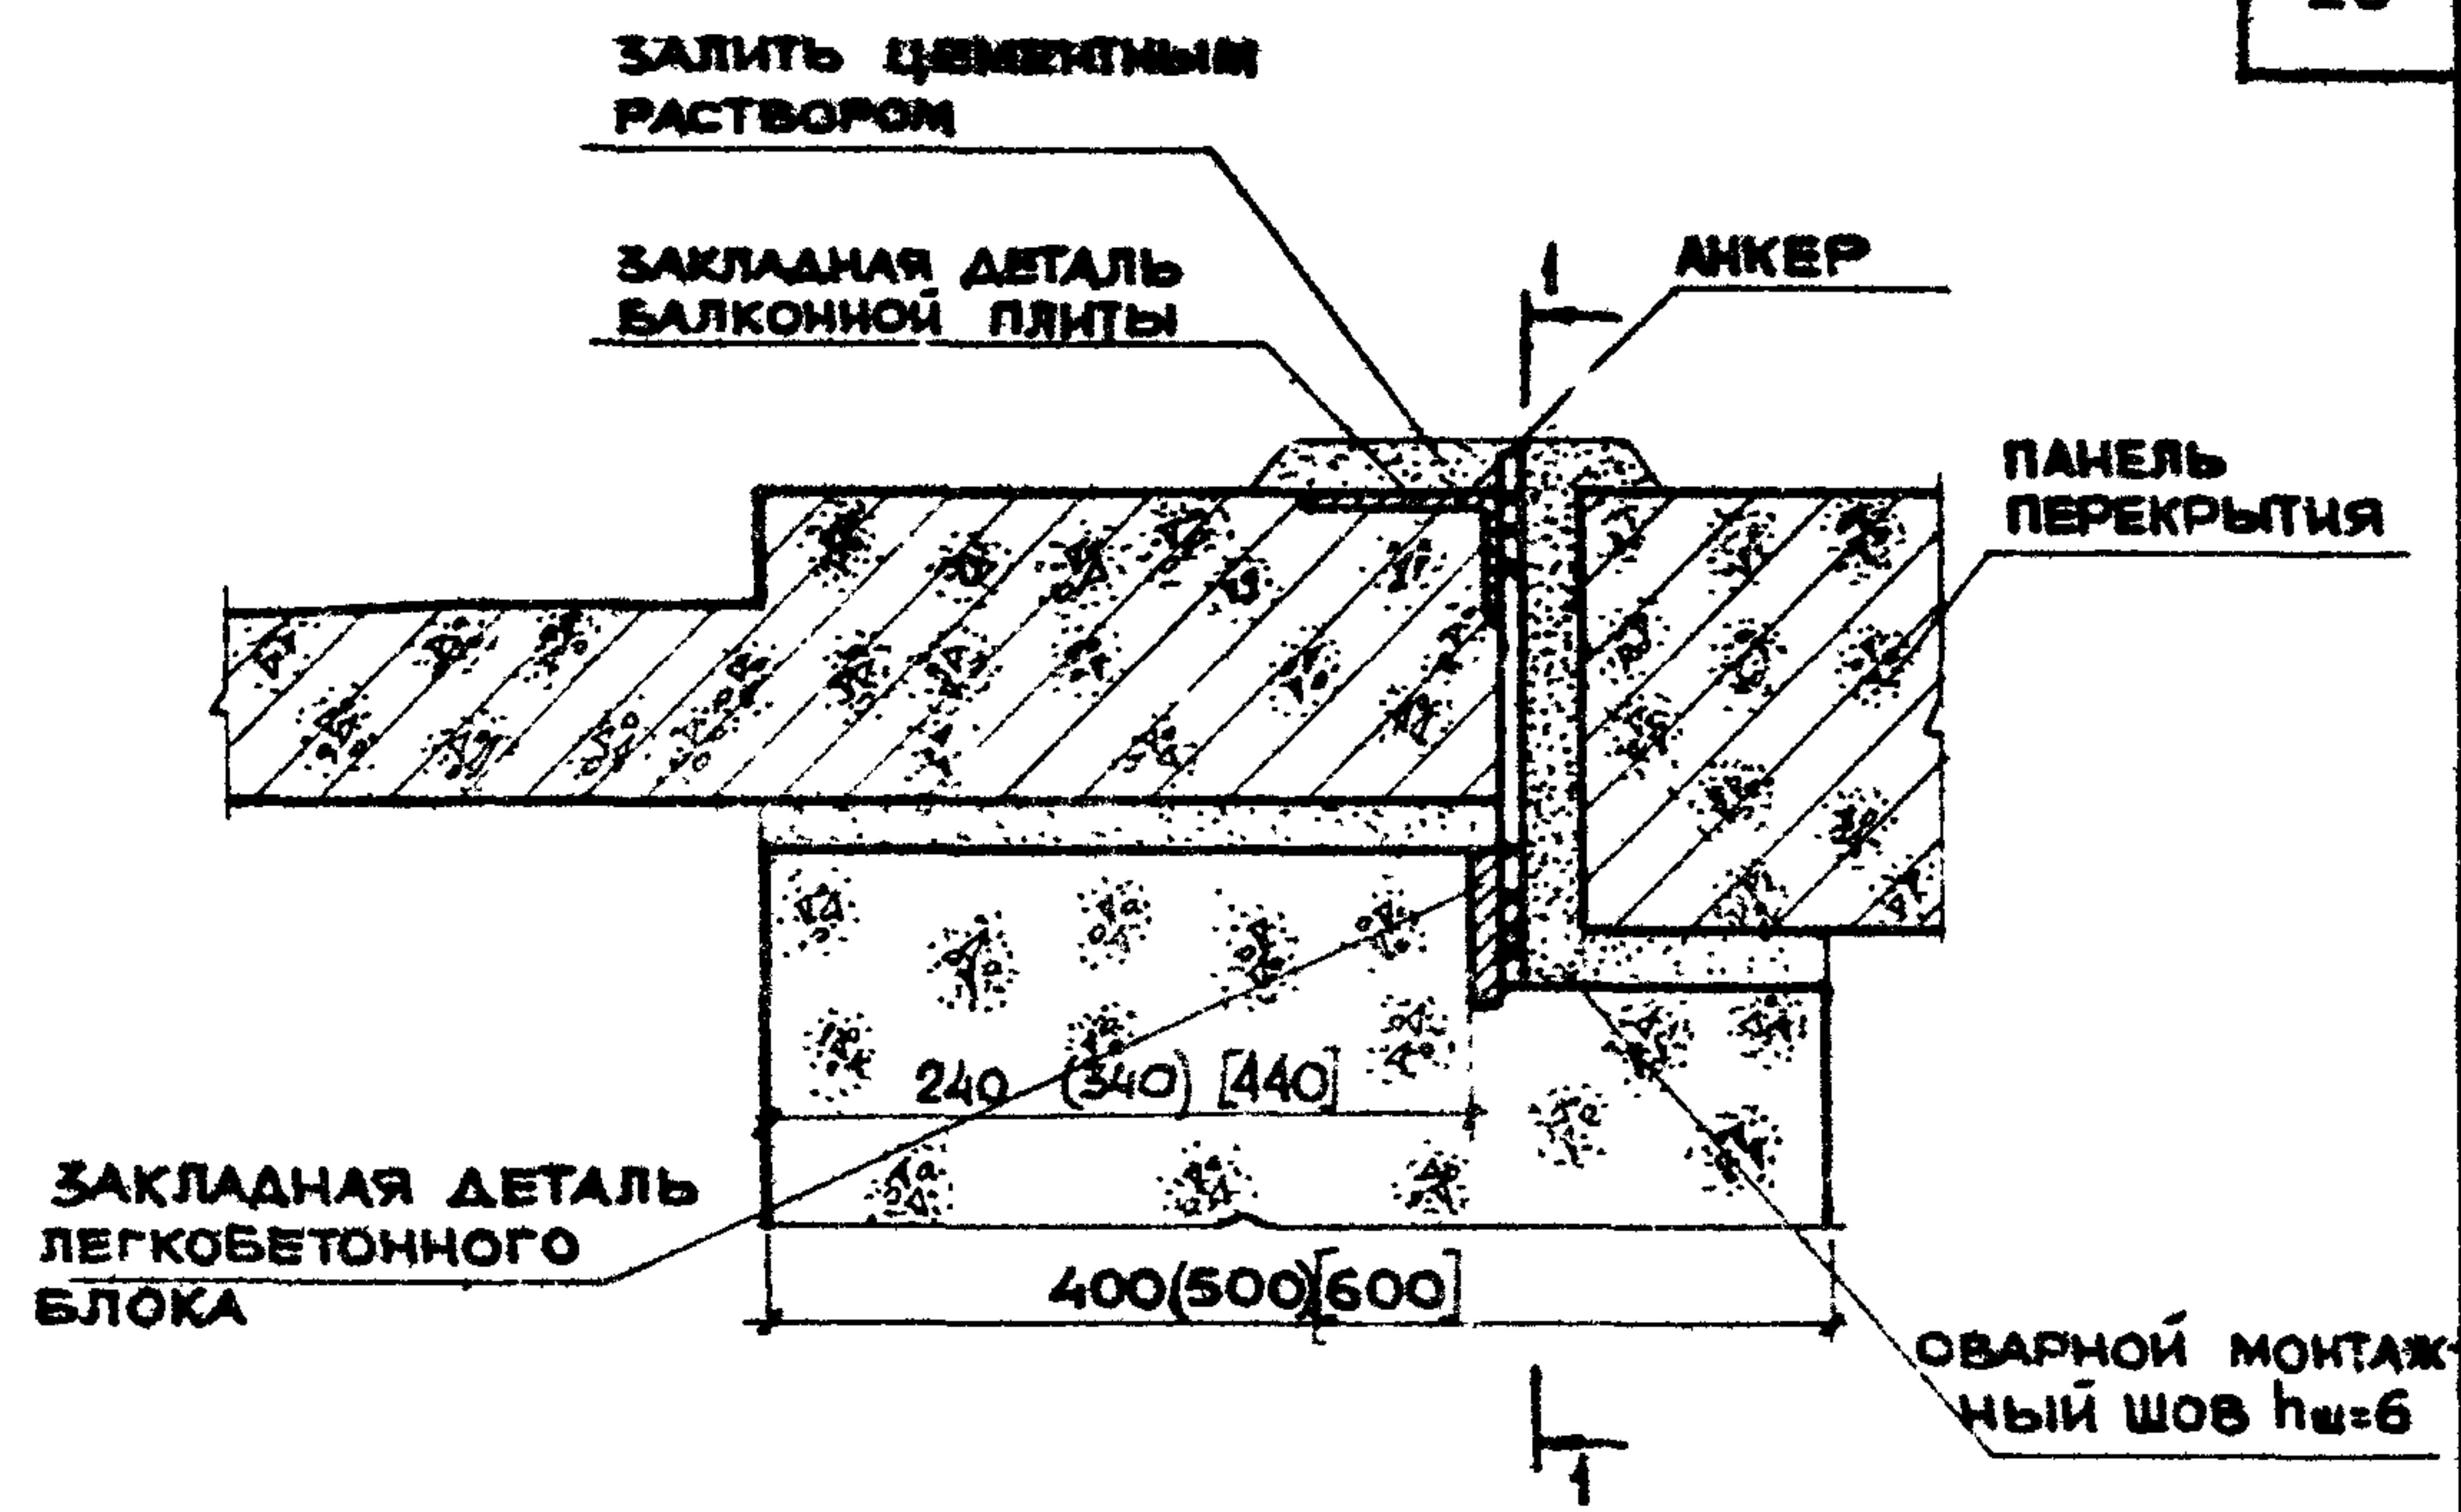 ЗАЛИТЬ ЦЕМЕНТНЫМ
РАСТВОРОМ
ЗАКЛАДНАЯ ДЕТАЛЬ
БАЛКОННОЙ ПЛИТЫ
1
АНКЕР
ПАНЕЛЬ
ПЕРЕКРЫТИЯ
240 (340) [440]
ЗАКЛАДНАЯ ДЕТАЛЬ
ЛЕГКОБЕТОННОГО
БЛОКА
400(500)[600]
СВАРНОЙ МОНТАЖ-
НЫЙ ШОВ hш=6
1